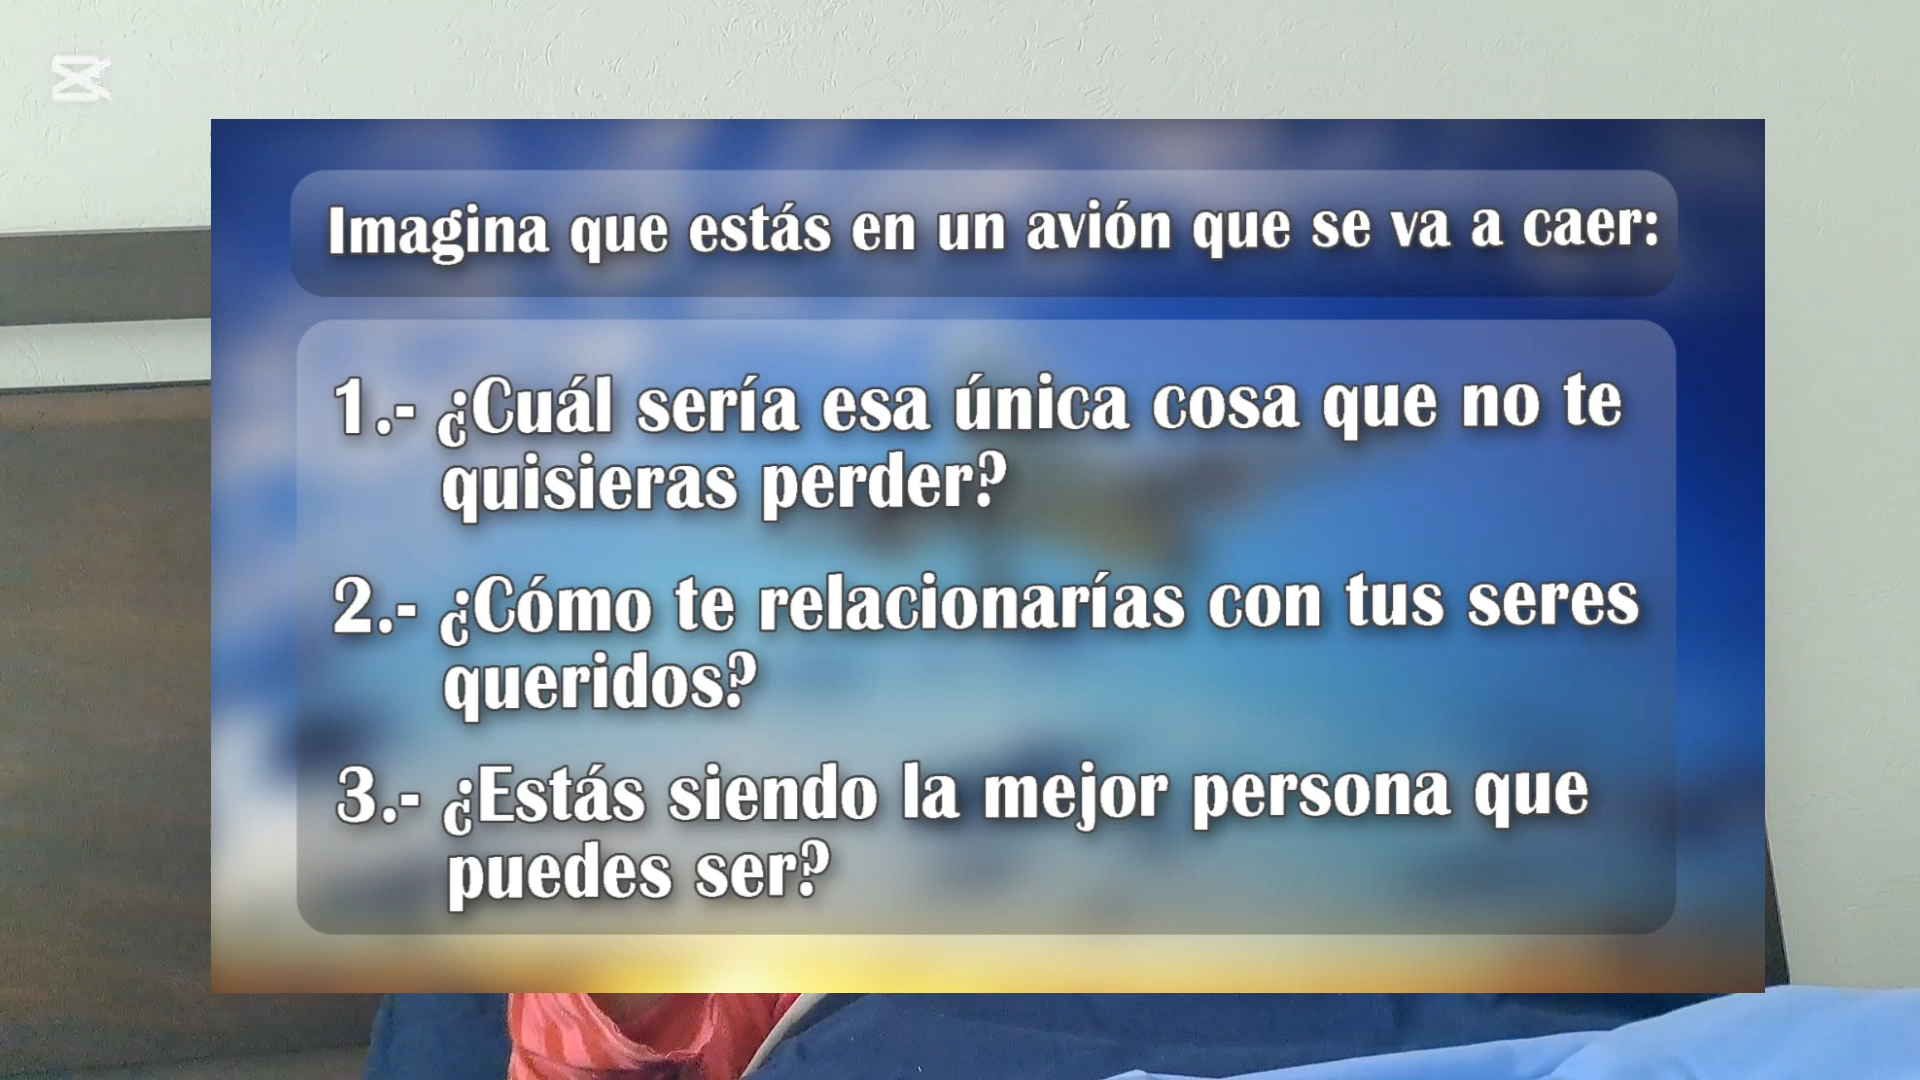 Imagina que estás en un avión que se va a caer:
1.- ¿Cuál sería esa única cosa que no te
quisieras perder?
2.- ¿Cómo te relacionarías con tus seres
queridos?
3.- ¿Estás siendo la mejor persona que
puedes ser?